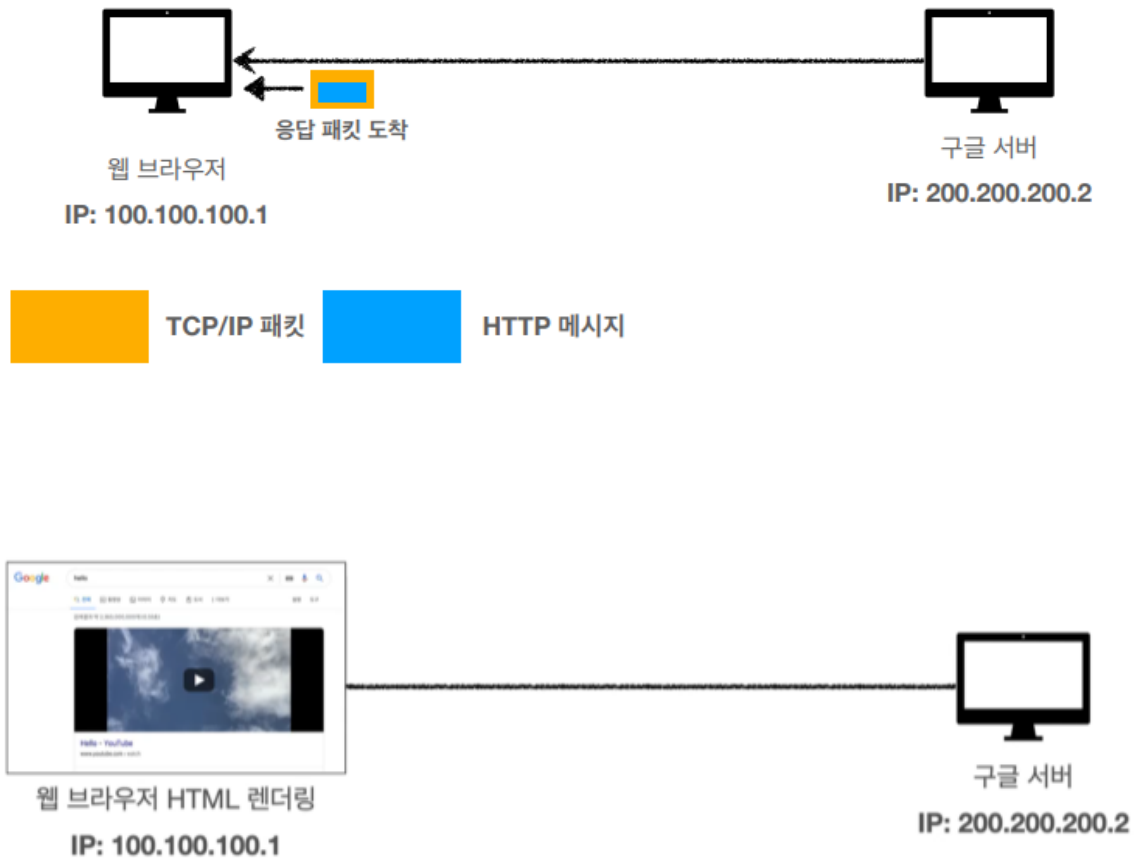 응답 패킷 도착
웹 브라우저
IP: 100.100.100.1
구글 서버
IP: 200.200.200.2
TCP/IP 패킷
HTTP 메시지
Google
hello
Hello - YouTube
웹 브라우저 HTML 렌더링
IP: 100.100.100.1
구글 서버
IP: 200.200.200.2